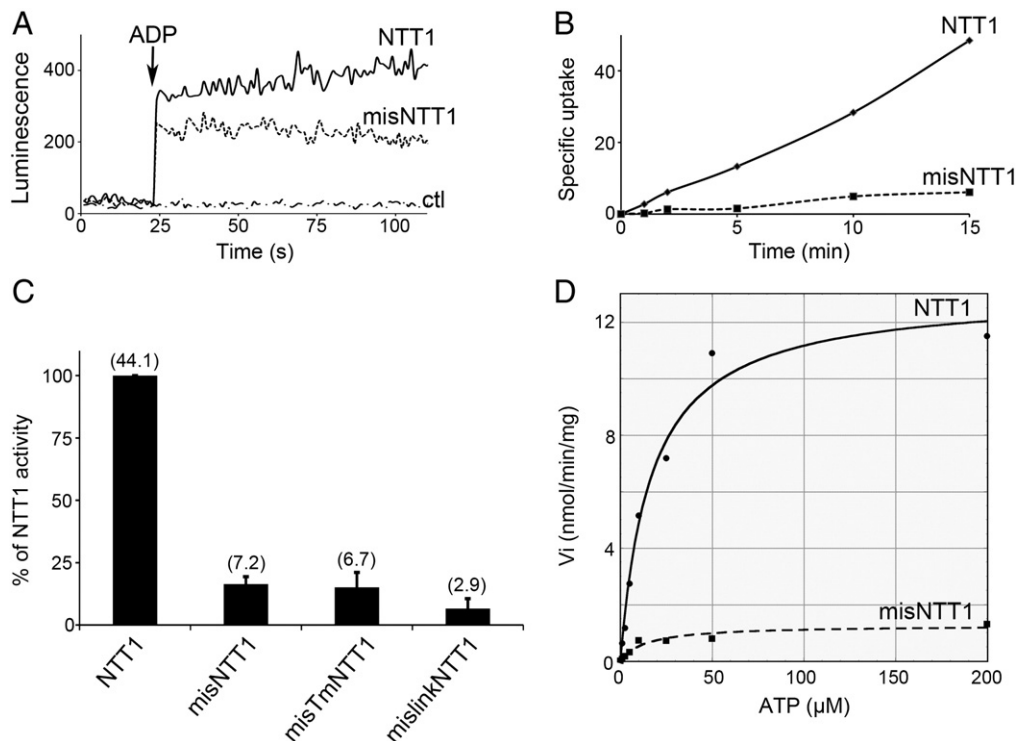 A
ADP
NTT1
misNTT1
ctl
Luminescence
400
200
0
0 25 50 75 100
Time (s)
B
NTT1
misNTT1
Specific uptake
40
20
0
0 5 10 15
Time (min)
C
% of NTT1 activity
100
75
50
25
0
(44.1)
(7.2)
(6.7)
(2.9)
NTT1
misNTT1
misTmNTT1
mislinkNTT1
D
NTT1
misNTT1
Vi (nmol/min/mg)
12
8
4
0
0 50 100 150 200
ATP (µM)